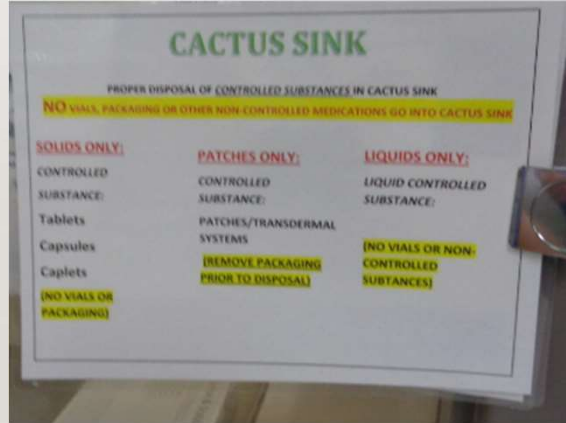 CACTUS SINK
PROPER DISPOSAL OF CONTROLLED SUBSTANCES IN CACTUS SINK
NO VIALS, PACKAGING OR OTHER NON-CONTROLLED MEDICATIONS GO INTO CACTUS SINK
SOLIDS ONLY:
CONTROLLED
SUBSTANCE:
Tablets
Capsules
Caplets
(NO VIALS OR
PACKAGING)
PATCHES ONLY:
CONTROLLED
SUBSTANCE:
PATCHES/TRANSDERMAL
SYSTEMS
(REMOVE PACKAGING
PRIOR TO DISPOSAL)
LIQUIDS ONLY:
LIQUID CONTROLLED
SUBSTANCE:
(NO VIALS OR NON-
CONTROLLED
SUBTANCES)